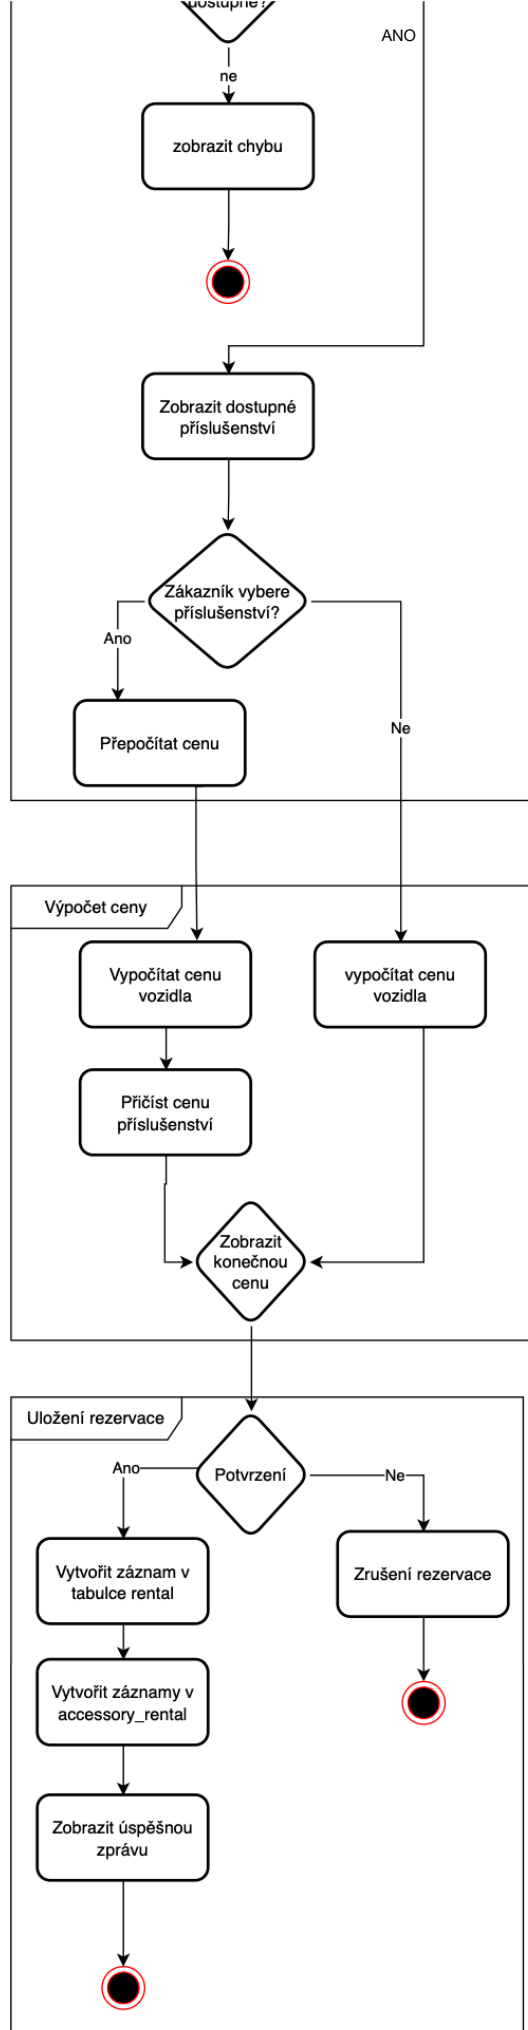 dostupné?
ANO
ne
zobrazit chybu
Zobrazit dostupné
příslušenství
Zákazník vybere
příslušenství?
Ano
Přepočítat cenu
Ne
Výpočet ceny
Vypočítat cenu
vozidla
vypočítat cenu
vozidla
Přičíst cenu
příslušenství
Zobrazit
konečnou
cenu
Uložení rezervace
Potvrzení
Ano
Ne
Vytvořit záznam v
tabulce rental
Zrušení rezervace
Vytvořit záznamy v
accessory_rental
Zobrazit úspěšnou
zprávu